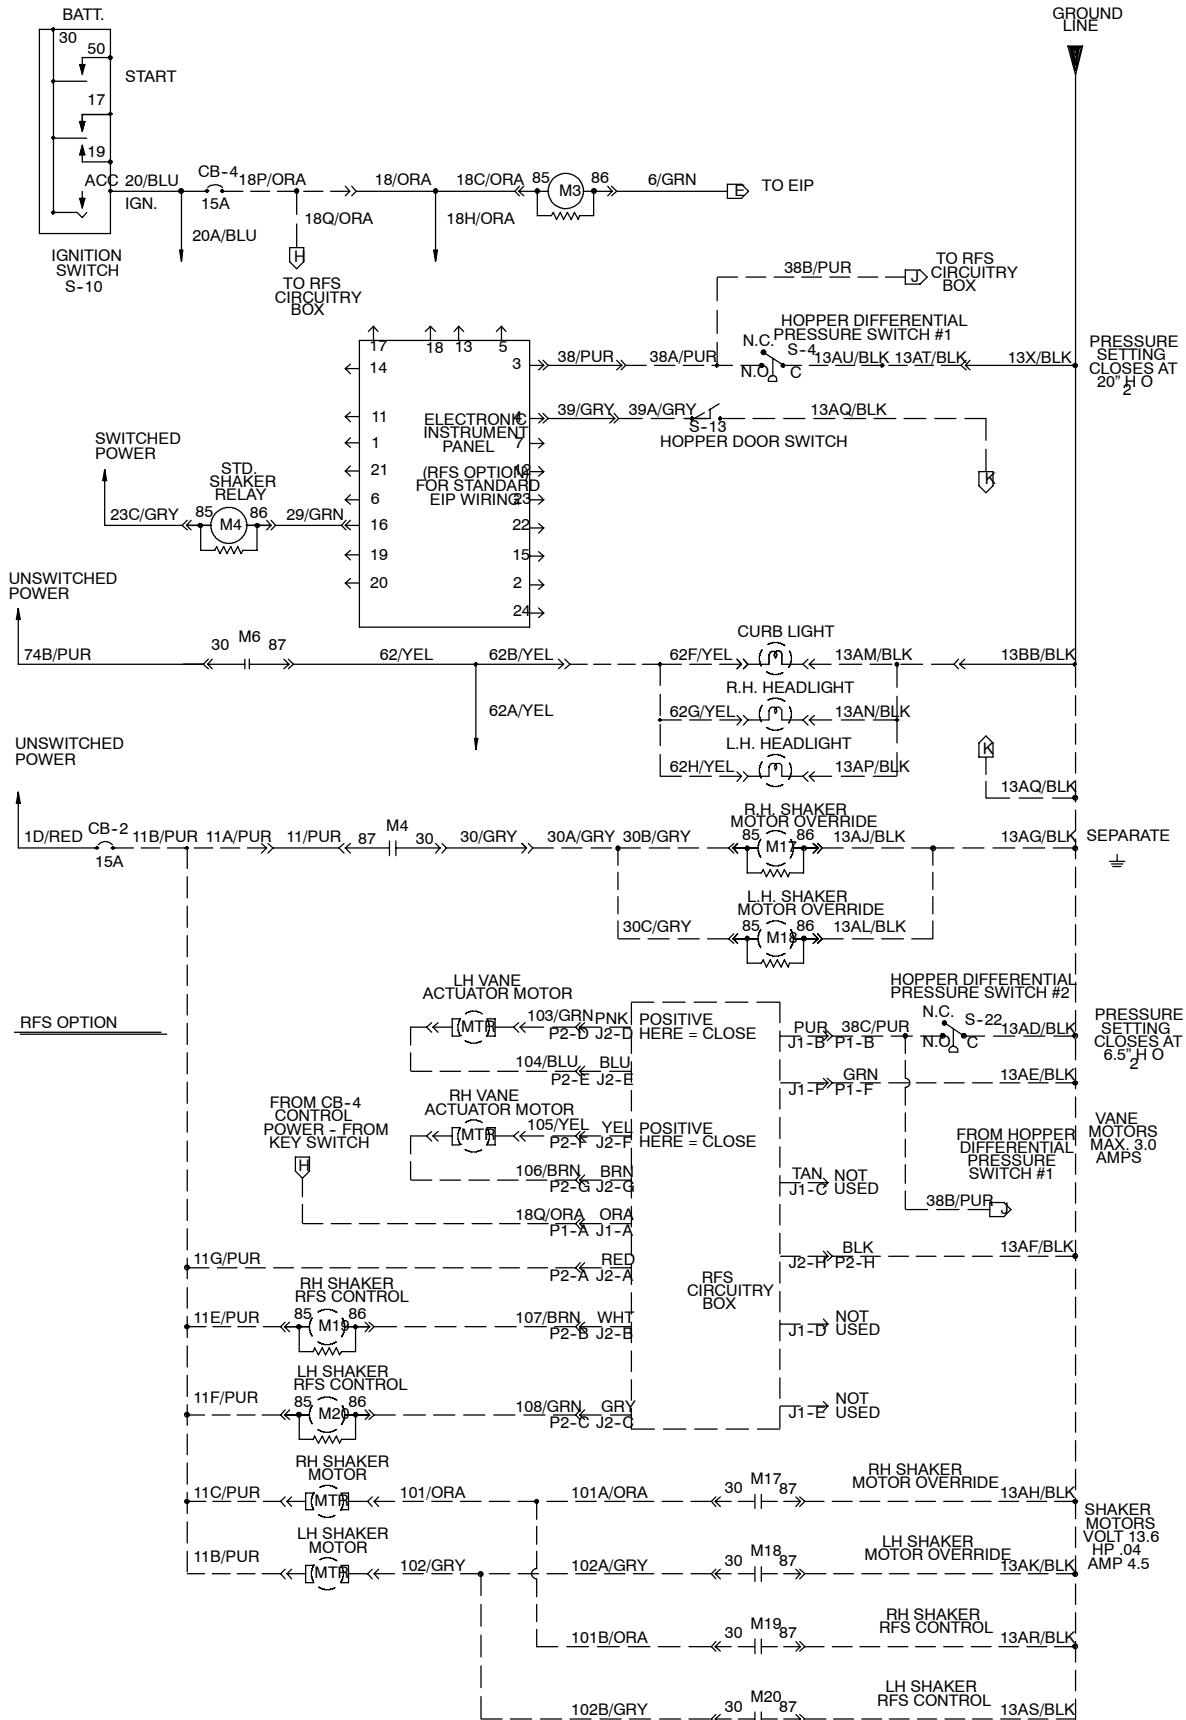 BATT.
30
50
START
17
19
ACC
20/BLU
IGN.
CB-4
15A
18P/ORA
18/ORA
18C/ORA
85
M3
86
6/GRN
E
TO EIP
20A/BLU
18Q/ORA
18H/ORA
H
TO RFS
CIRCUITRY
BOX
IGNITION
SWITCH
S-10
GROUND
LINE
38B/PUR
J
TO RFS
CIRCUITRY
BOX
HOPPER DIFFERENTIAL
PRESSURE SWITCH #1
N.C.
S-4
N.O.
C
38/PUR
38A/PUR
13AU/BLK
13AT/BLK
13X/BLK
PRESSURE
SETTING
CLOSES AT
20" H O
2
39/GRY
39A/GRY
S-13
HOPPER DOOR SWITCH
13AQ/BLK
K
17
18
13
5
14
3
11
4
1
7
21
12
6
23
16
22
19
15
20
2
24
ELECTRONIC
INSTRUMENT
PANEL
(RFS OPTION)
FOR STANDARD
EIP WIRING
SWITCHED
POWER
STD.
SHAKER
RELAY
23C/GRY
85
M4
86
29/GRN
UNSWITCHED
POWER
74B/PUR
30
M6
87
62/YEL
62B/YEL
62A/YEL
62F/YEL
CURB LIGHT
13AM/BLK
13BB/BLK
62G/YEL
R.H. HEADLIGHT
13AN/BLK
62H/YEL
L.H. HEADLIGHT
13AP/BLK
K
13AQ/BLK
UNSWITCHED
POWER
1D/RED
CB-2
15A
11B/PUR
11A/PUR
11/PUR
87
M4
30
30/GRY
30A/GRY
30B/GRY
R.H. SHAKER
MOTOR OVERRIDE
85
M17
86
13AJ/BLK
13AG/BLK
SEPARATE
L.H. SHAKER
MOTOR OVERRIDE
30C/GRY
85
M18
86
13AL/BLK
RFS OPTION
LH VANE
ACTUATOR MOTOR
MTR
103/GRN
PNK
P2-D
J2-D
POSITIVE
HERE = CLOSE
104/BLU
BLU
P2-E
J2-E
RH VANE
ACTUATOR MOTOR
MTR
105/YEL
YEL
P2-F
J2-F
POSITIVE
HERE = CLOSE
106/BRN
BRN
P2-G
J2-G
FROM CB-4
CONTROL
POWER - FROM
KEY SWITCH
H
18Q/ORA
ORA
P1-A
J1-A
11G/PUR
RED
P2-A
J2-A
RFS
CIRCUITRY
BOX
HOPPER DIFFERENTIAL
PRESSURE SWITCH #2
N.C.
S-22
N.O.
C
PUR
38C/PUR
J1-B
P1-B
13AD/BLK
PRESSURE
SETTING
CLOSES AT
6.5" H O
2
GRN
J1-F
P1-F
13AE/BLK
VANE
MOTORS
MAX. 3.0
AMPS
FROM HOPPER
DIFFERENTIAL
PRESSURE
SWITCH #1
TAN
J1-C
NOT
USED
38B/PUR
J
BLK
J2-H
P2-H
13AF/BLK
J1-D
NOT
USED
J1-E
NOT
USED
RH SHAKER
RFS CONTROL
11E/PUR
85
M19
86
107/BRN
WHT
P2-B
J2-B
LH SHAKER
RFS CONTROL
11F/PUR
85
M20
86
108/GRN
GRY
P2-C
J2-C
RH SHAKER
MOTOR
11C/PUR
MTR
101/ORA
101A/ORA
30
M17
87
RH SHAKER
MOTOR OVERRIDE
13AH/BLK
SHAKER
MOTORS
VOLT 13.6
HP .04
AMP 4.5
LH SHAKER
MOTOR
11B/PUR
MTR
102/GRY
102A/GRY
30
M18
87
LH SHAKER
MOTOR OVERRIDE
13AK/BLK
101B/ORA
30
M19
87
RH SHAKER
RFS CONTROL
13AR/BLK
102B/GRY
30
M20
87
LH SHAKER
RFS CONTROL
13AS/BLK